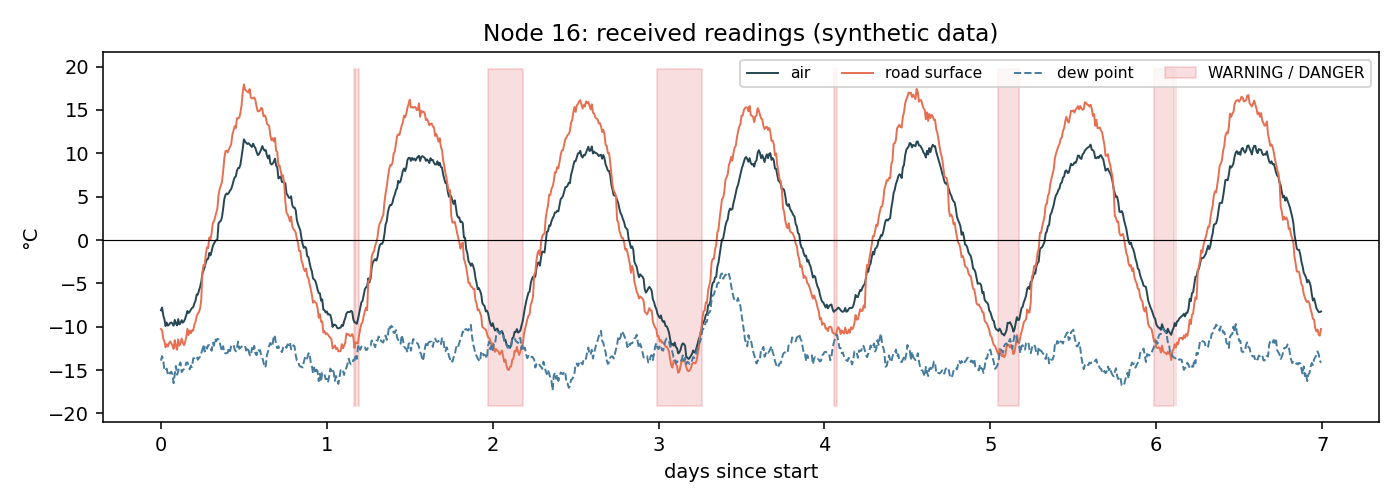 Node 16: received readings (synthetic data)
air road surface dew point WARNING / DANGER
°C
20
15
10
5
0
−5
−10
−15
−20
0 1 2 3 4 5 6 7
days since start